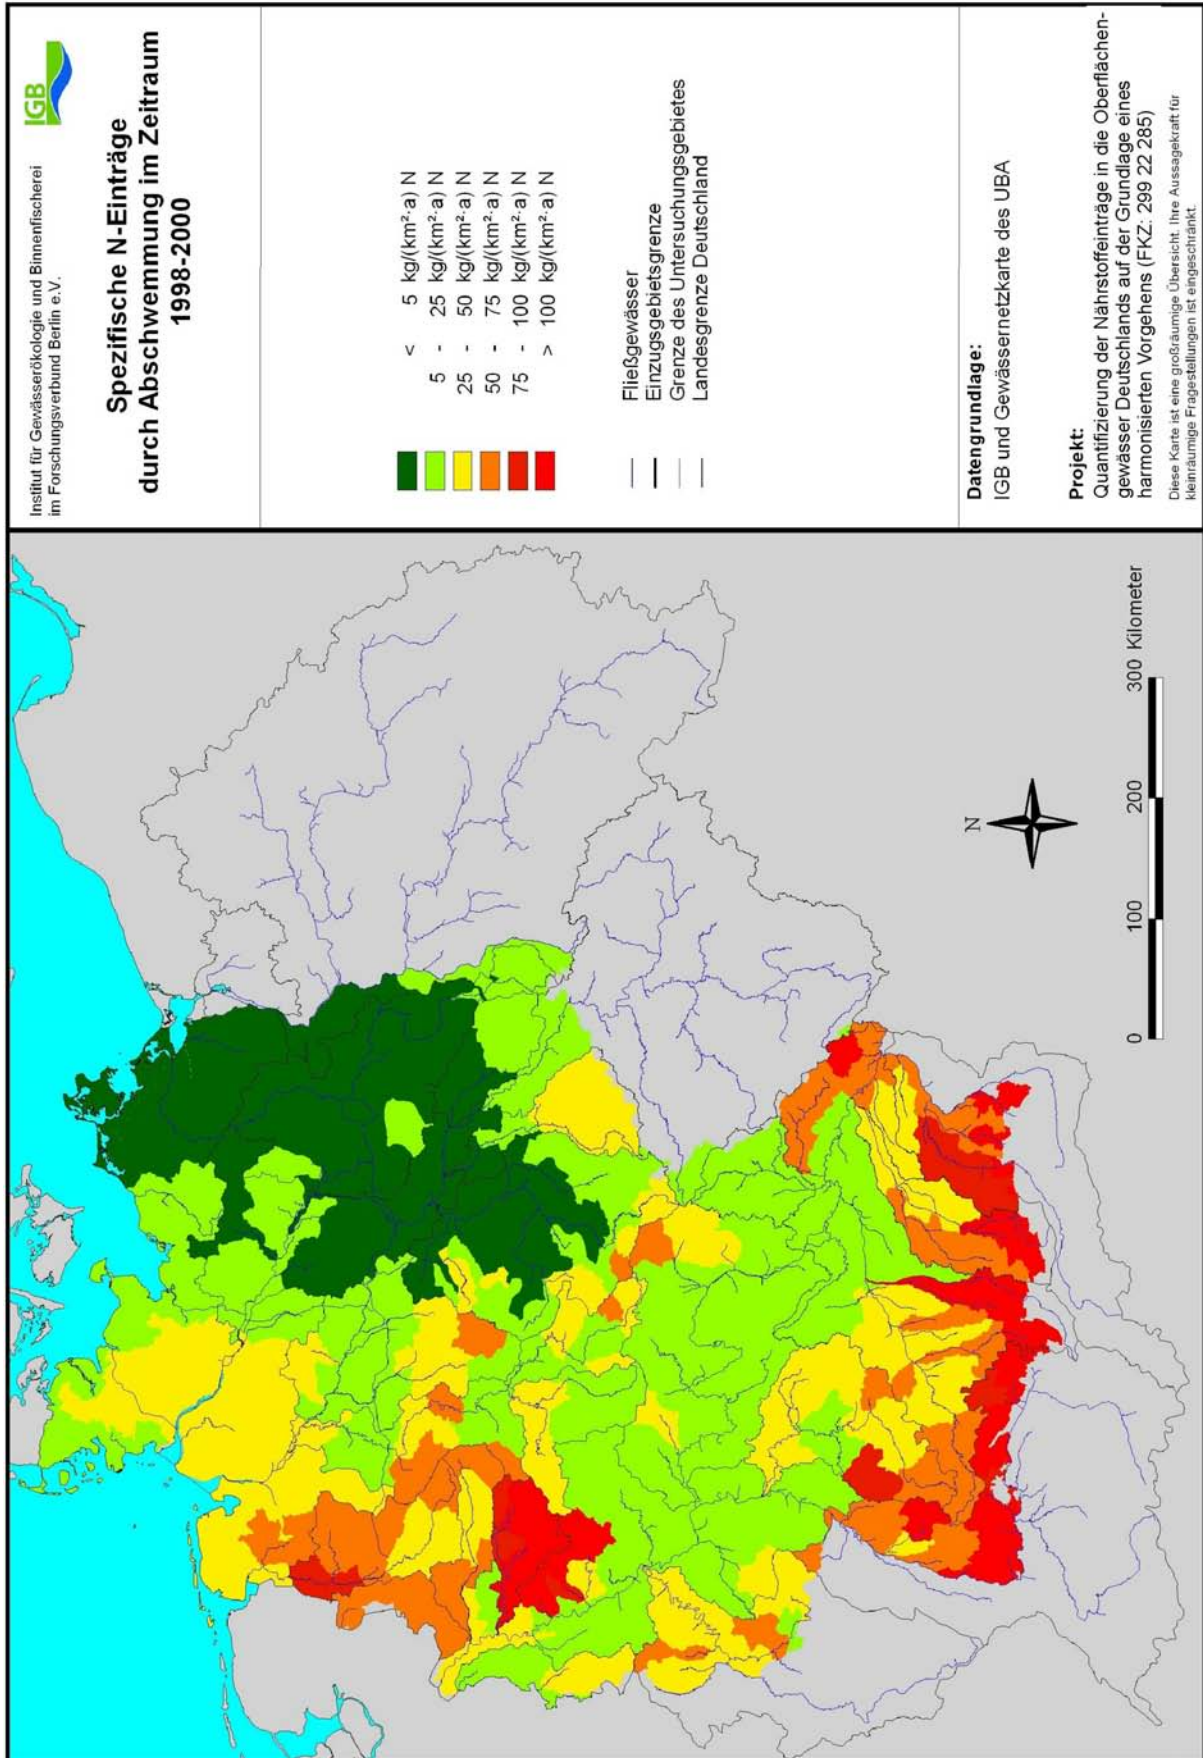 Institut für Gewässerökologie und Binnenfischerei
im Forschungsverbund Berlin e.V.
IGB
Spezifische N-Einträge
durch Abschwemmung im Zeitraum
1998-2000
< 5 kg/(km²·a) N
5 - 25 kg/(km²·a) N
25 - 50 kg/(km²·a) N
50 - 75 kg/(km²·a) N
75 - 100 kg/(km²·a) N
> 100 kg/(km²·a) N
Fließgewässer
Einzugsgebietsgrenze
Grenze des Untersuchungsgebietes
Landesgrenze Deutschland
Datengrundlage:
IGB und Gewässernetzkarte des UBA
Projekt:
Quantifizierung der Nährstoffeinträge in die Oberflächen-
gewässer Deutschlands auf der Grundlage eines
harmonisierten Vorgehens (FKZ: 299 22 285)
Diese Karte ist eine großräumige Übersicht. Ihre Aussagekraft für
kleinräumige Fragestellungen ist eingeschränkt.
N
0 100 200 300 Kilometer